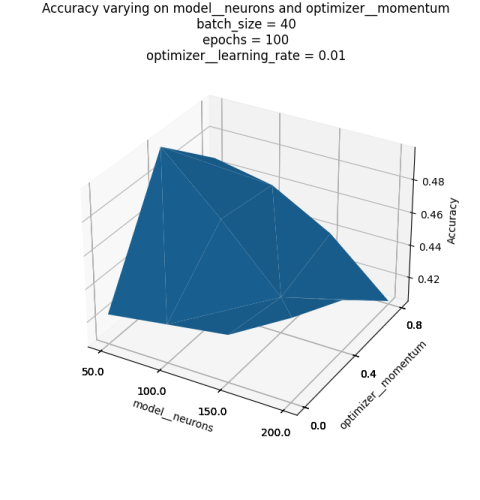 Accuracy varying on model__neurons and optimizer__momentum
batch_size = 40
epochs = 100
optimizer__learning_rate = 0.01
0.48
0.46
0.44
0.42
Accuracy
0.8
0.4
0.0
optimizer__momentum
50.0
100.0
150.0
200.0
model__neurons